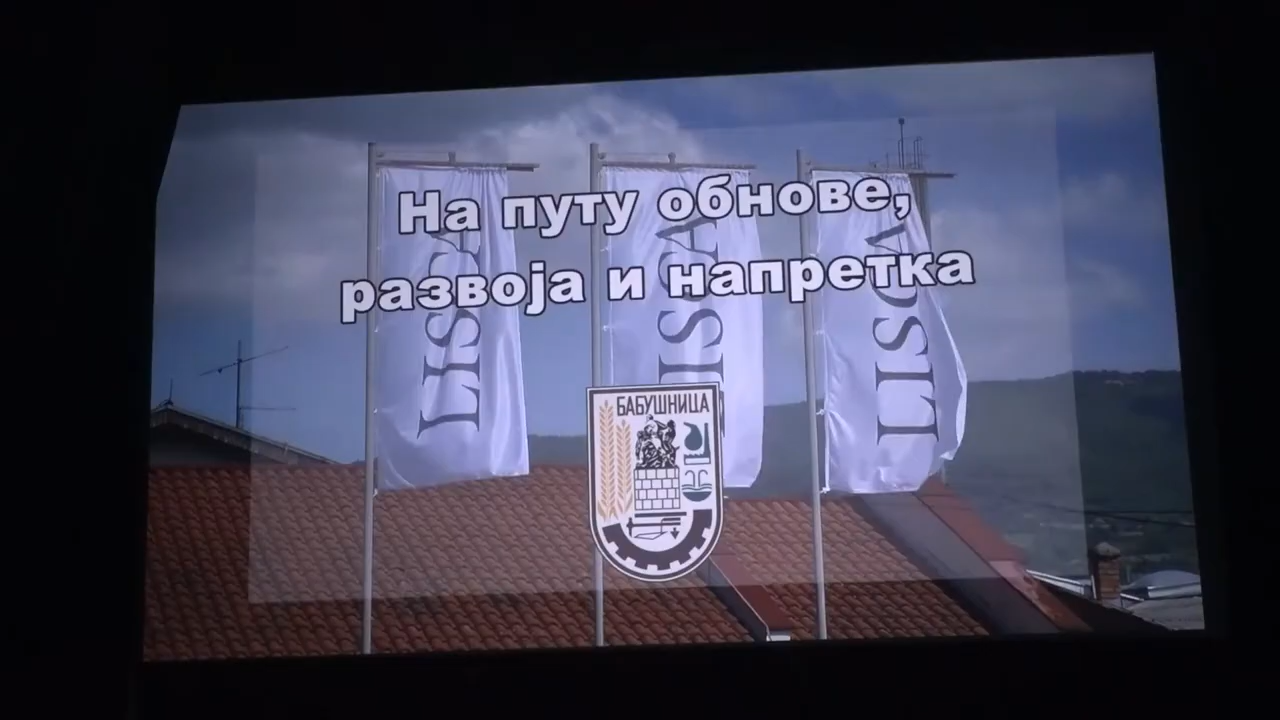 На путу обнове,
развоја и напретка
LISCA
LISCA
LISCA
БАБУШНИЦА